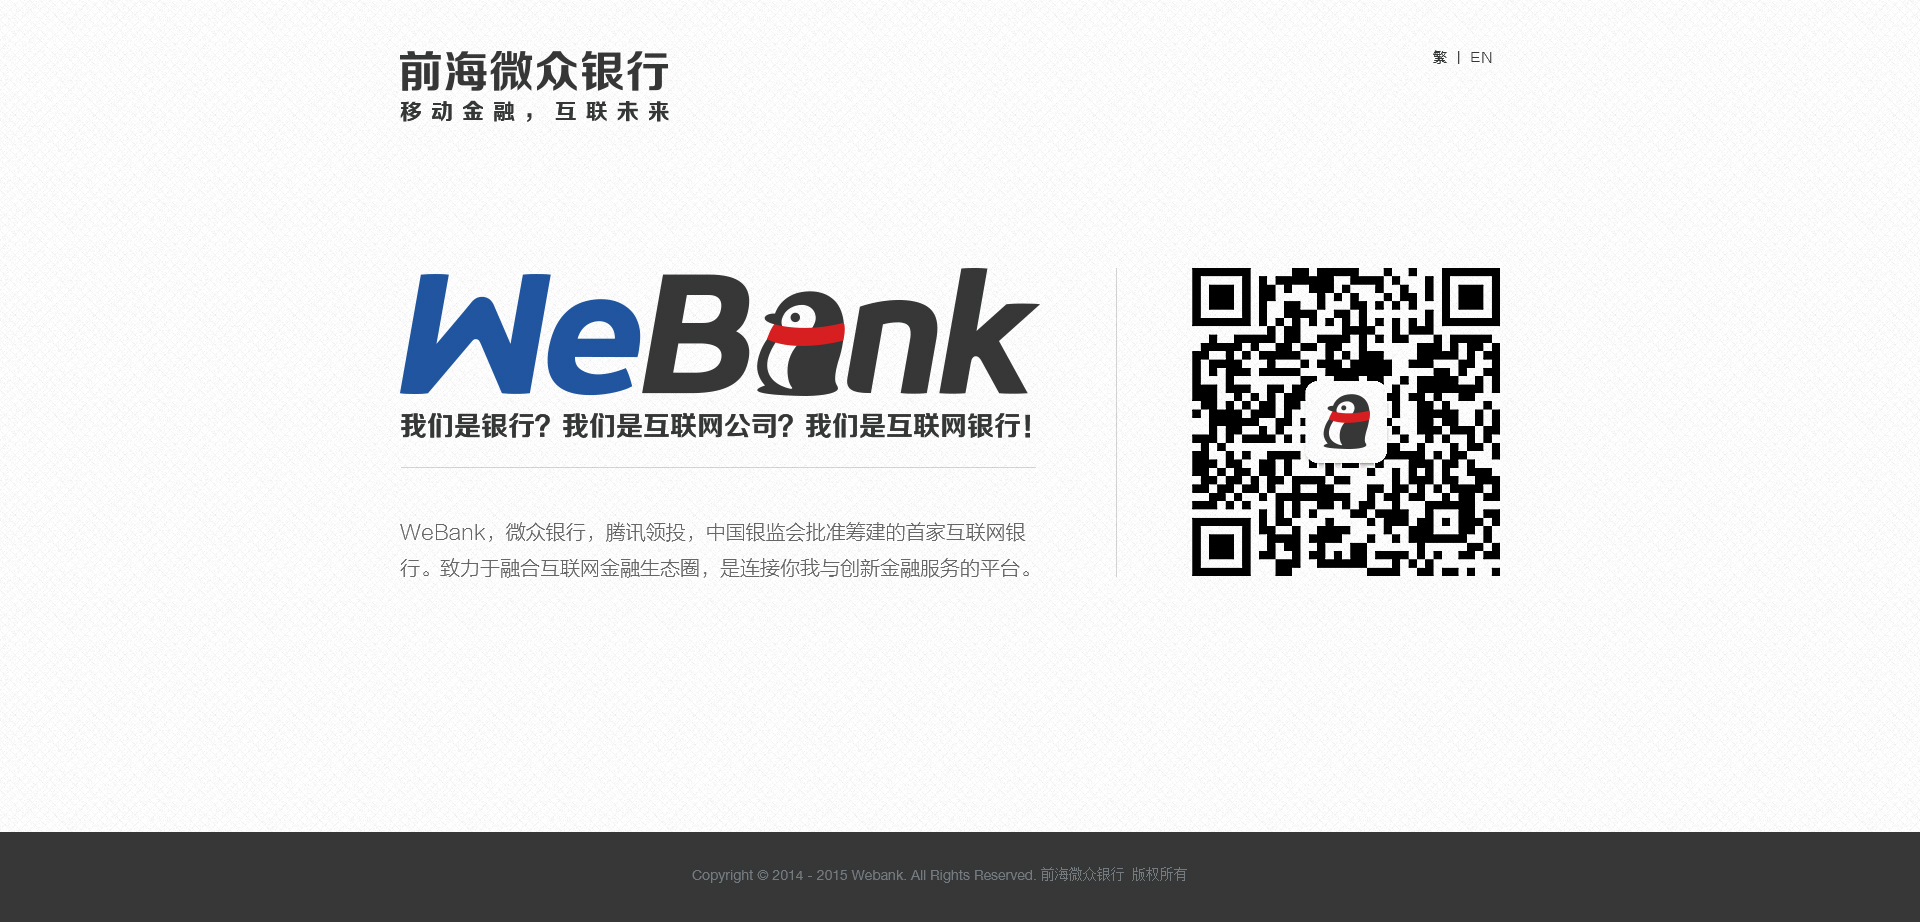 前海微众银行
移动金融，互联未来
繁 | EN
WeBank
我们是银行？我们是互联网公司？我们是互联网银行！
WeBank，微众银行，腾讯领投，中国银监会批准筹建的首家互联网银
行。致力于融合互联网金融生态圈，是连接你我与创新金融服务的平台。
Copyright © 2014 - 2015 Webank. All Rights Reserved. 前海微众银行 版权所有